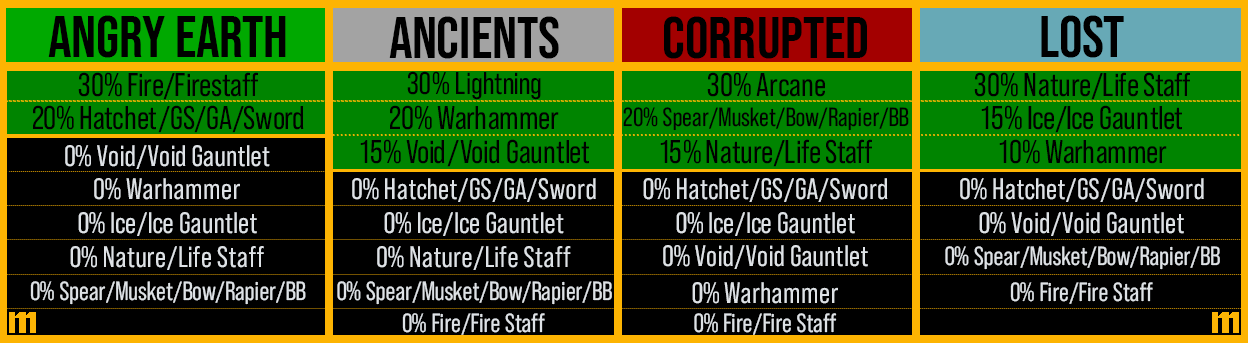 ANGRY EARTH
30% Fire/Firestaff
20% Hatchet/GS/GA/Sword
0% Void/Void Gauntlet
0% Warhammer
0% Ice/Ice Gauntlet
0% Nature/Life Staff
0% Spear/Musket/Bow/Rapier/BB
m
ANCIENTS
30% Lightning
20% Warhammer
15% Void/Void Gauntlet
0% Hatchet/GS/GA/Sword
0% Ice/Ice Gauntlet
0% Nature/Life Staff
0% Spear/Musket/Bow/Rapier/BB
0% Fire/Fire Staff
CORRUPTED
30% Arcane
20% Spear/Musket/Bow/Rapier/BB
15% Nature/Life Staff
0% Hatchet/GS/GA/Sword
0% Ice/Ice Gauntlet
0% Void/Void Gauntlet
0% Warhammer
0% Fire/Fire Staff
LOST
30% Nature/Life Staff
15% Ice/Ice Gauntlet
10% Warhammer
0% Hatchet/GS/GA/Sword
0% Void/Void Gauntlet
0% Spear/Musket/Bow/Rapier/BB
0% Fire/Fire Staff
m